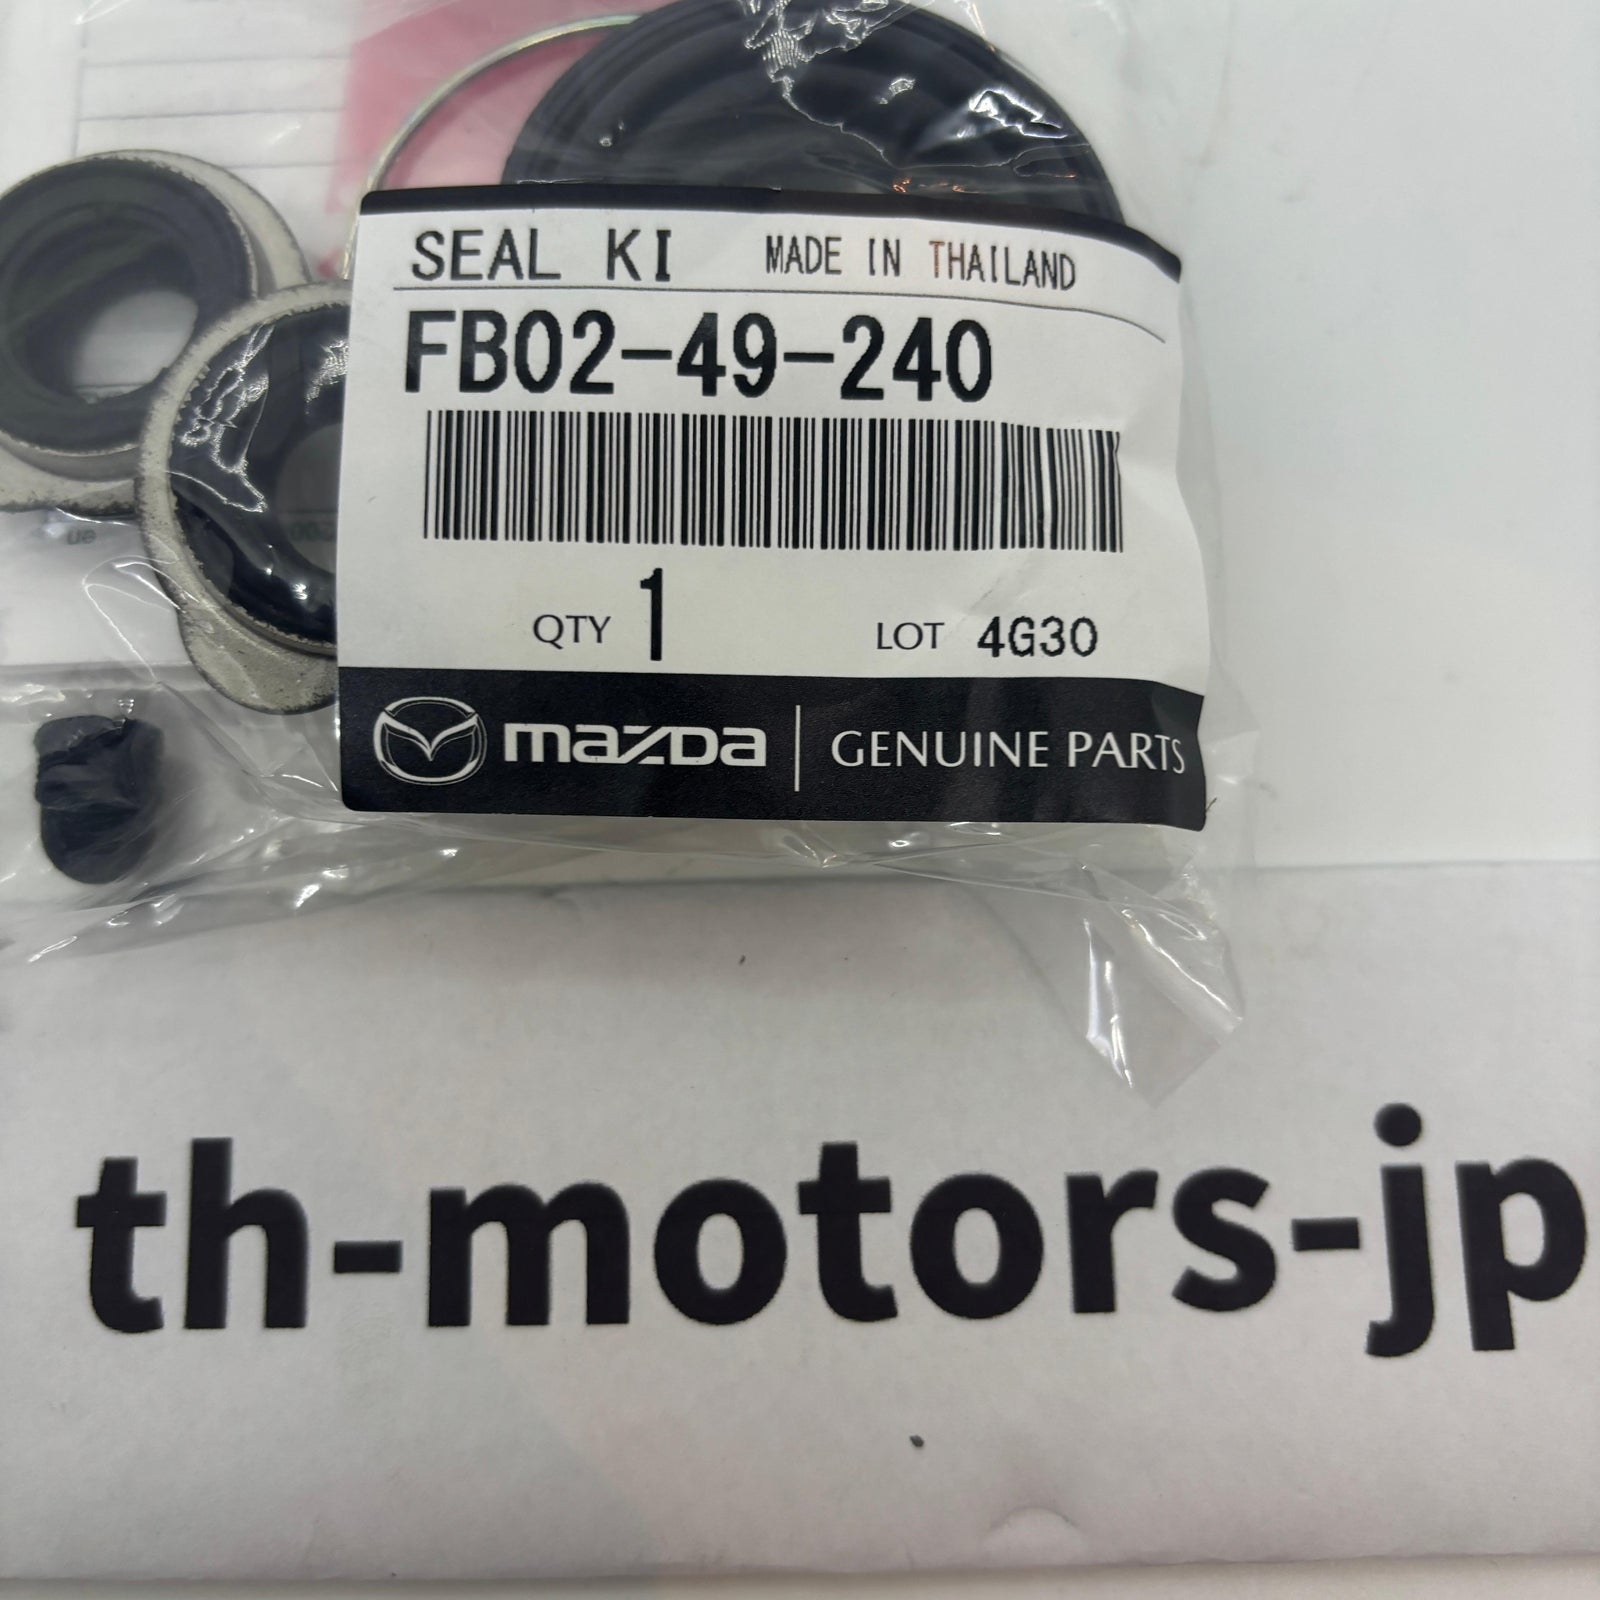 SEAL KI MADE IN THAILAND
FB02-49-240
QTY 1 LOT 4G30
mazda | GENUINE PARTS
th-motors-jp